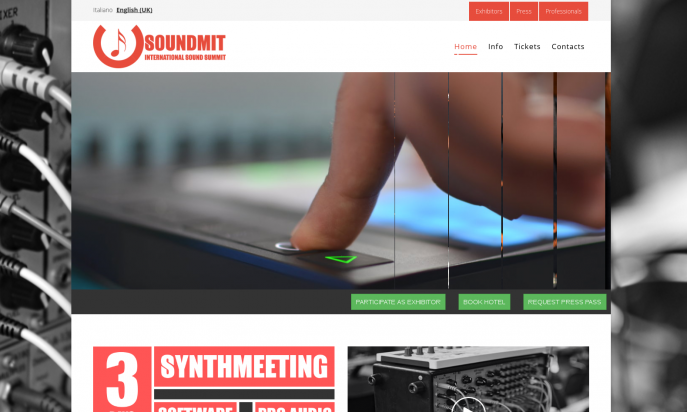 Italiano English (UK)
Exhibitors Press Professionals
SOUNDMIT
INTERNATIONAL SOUND SUMMIT
Home Info Tickets Contacts
PARTICIPATE AS EXHIBITOR BOOK HOTEL REQUEST PRESS PASS
3
SYNTHMEETING
SOFTWARE PRO AUDIO